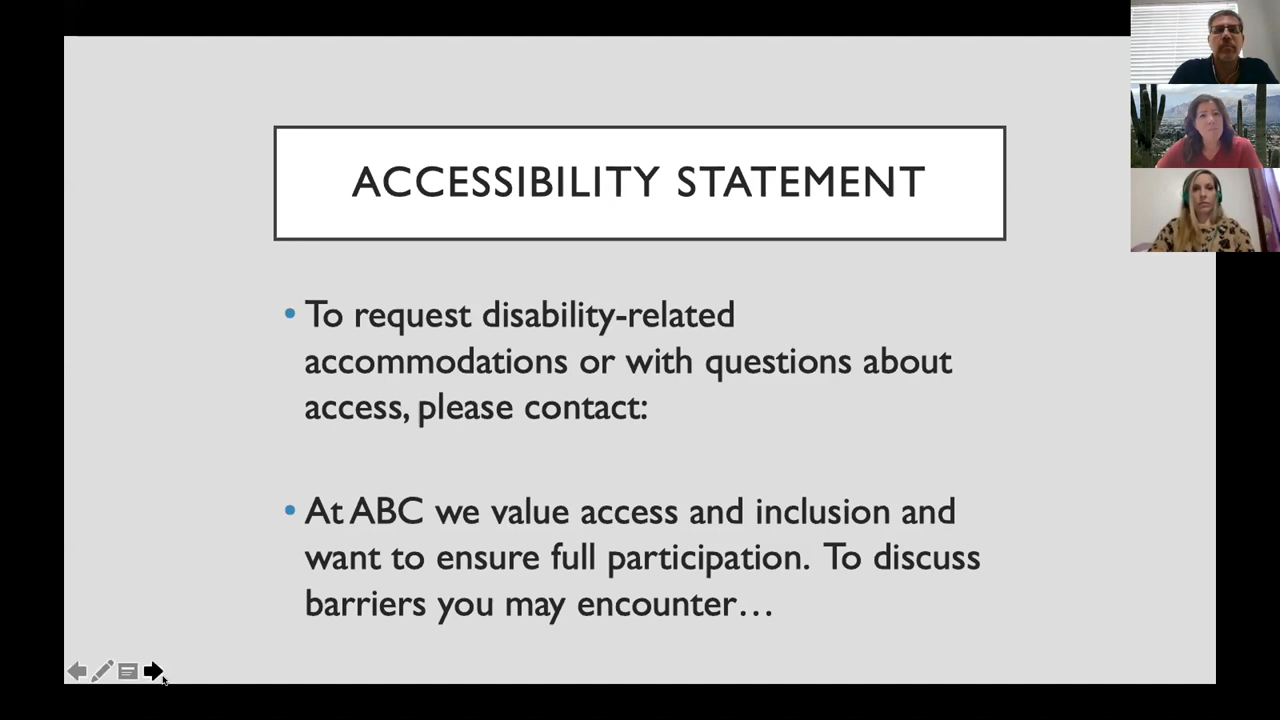 ACCESSIBILITY STATEMENT
• To request disability-related
accommodations or with questions about
access, please contact:
• At ABC we value access and inclusion and
want to ensure full participation.  To discuss
barriers you may encounter…